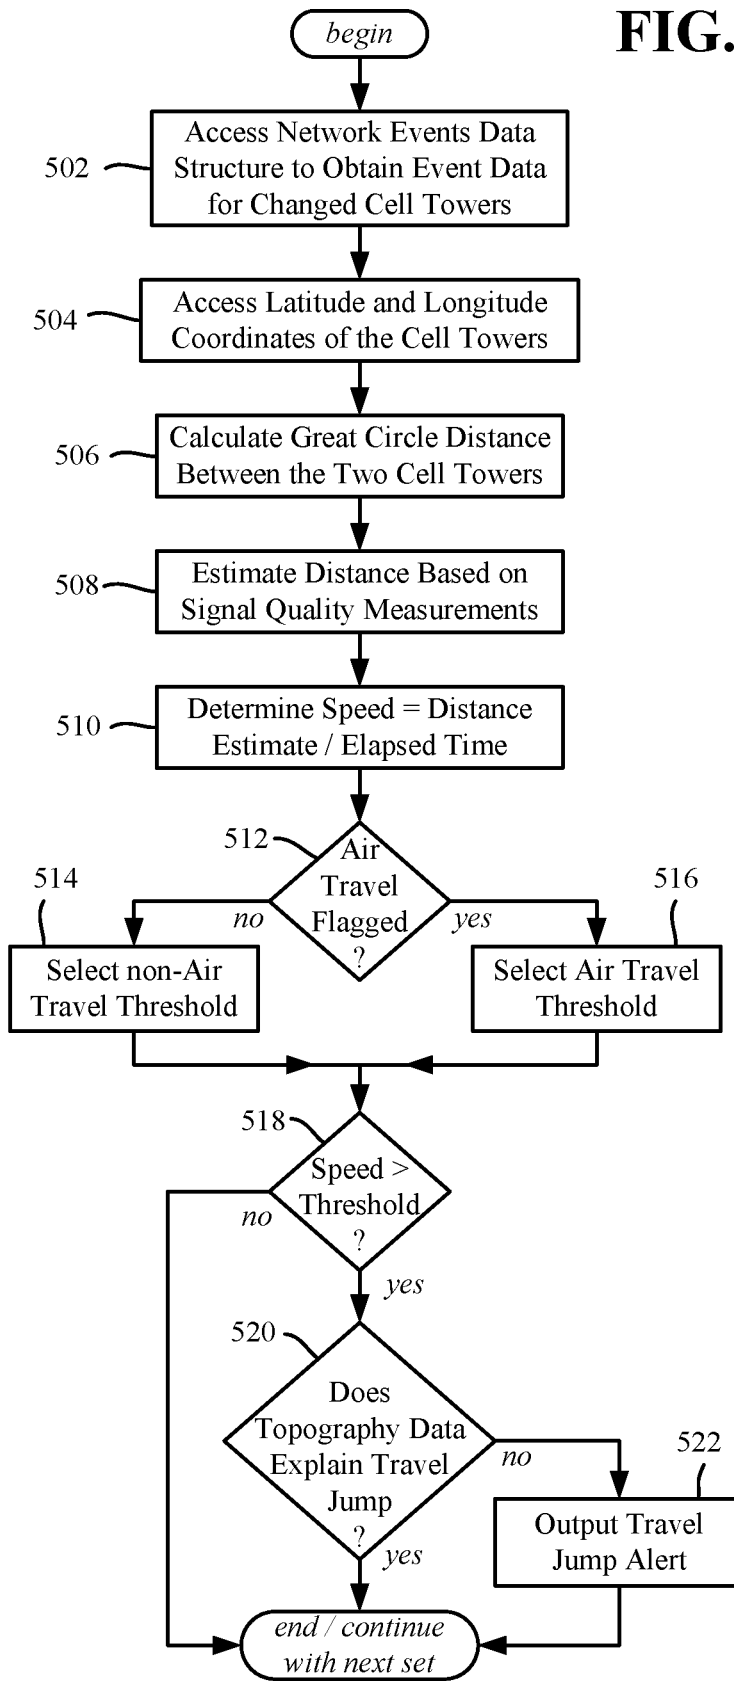 begin
FIG.
Access Network Events Data
Structure to Obtain Event Data
for Changed Cell Towers
502
Access Latitude and Longitude
Coordinates of the Cell Towers
504
Calculate Great Circle Distance
Between the Two Cell Towers
506
Estimate Distance Based on
Signal Quality Measurements
508
Determine Speed = Distance
Estimate / Elapsed Time
510
512
Air
Travel
Flagged
?
no
yes
514
Select non-Air
Travel Threshold
516
Select Air Travel
Threshold
518
Speed >
Threshold
?
no
yes
520
Does
Topography Data
Explain Travel
Jump
?
no
yes
522
Output Travel
Jump Alert
end / continue
with next set